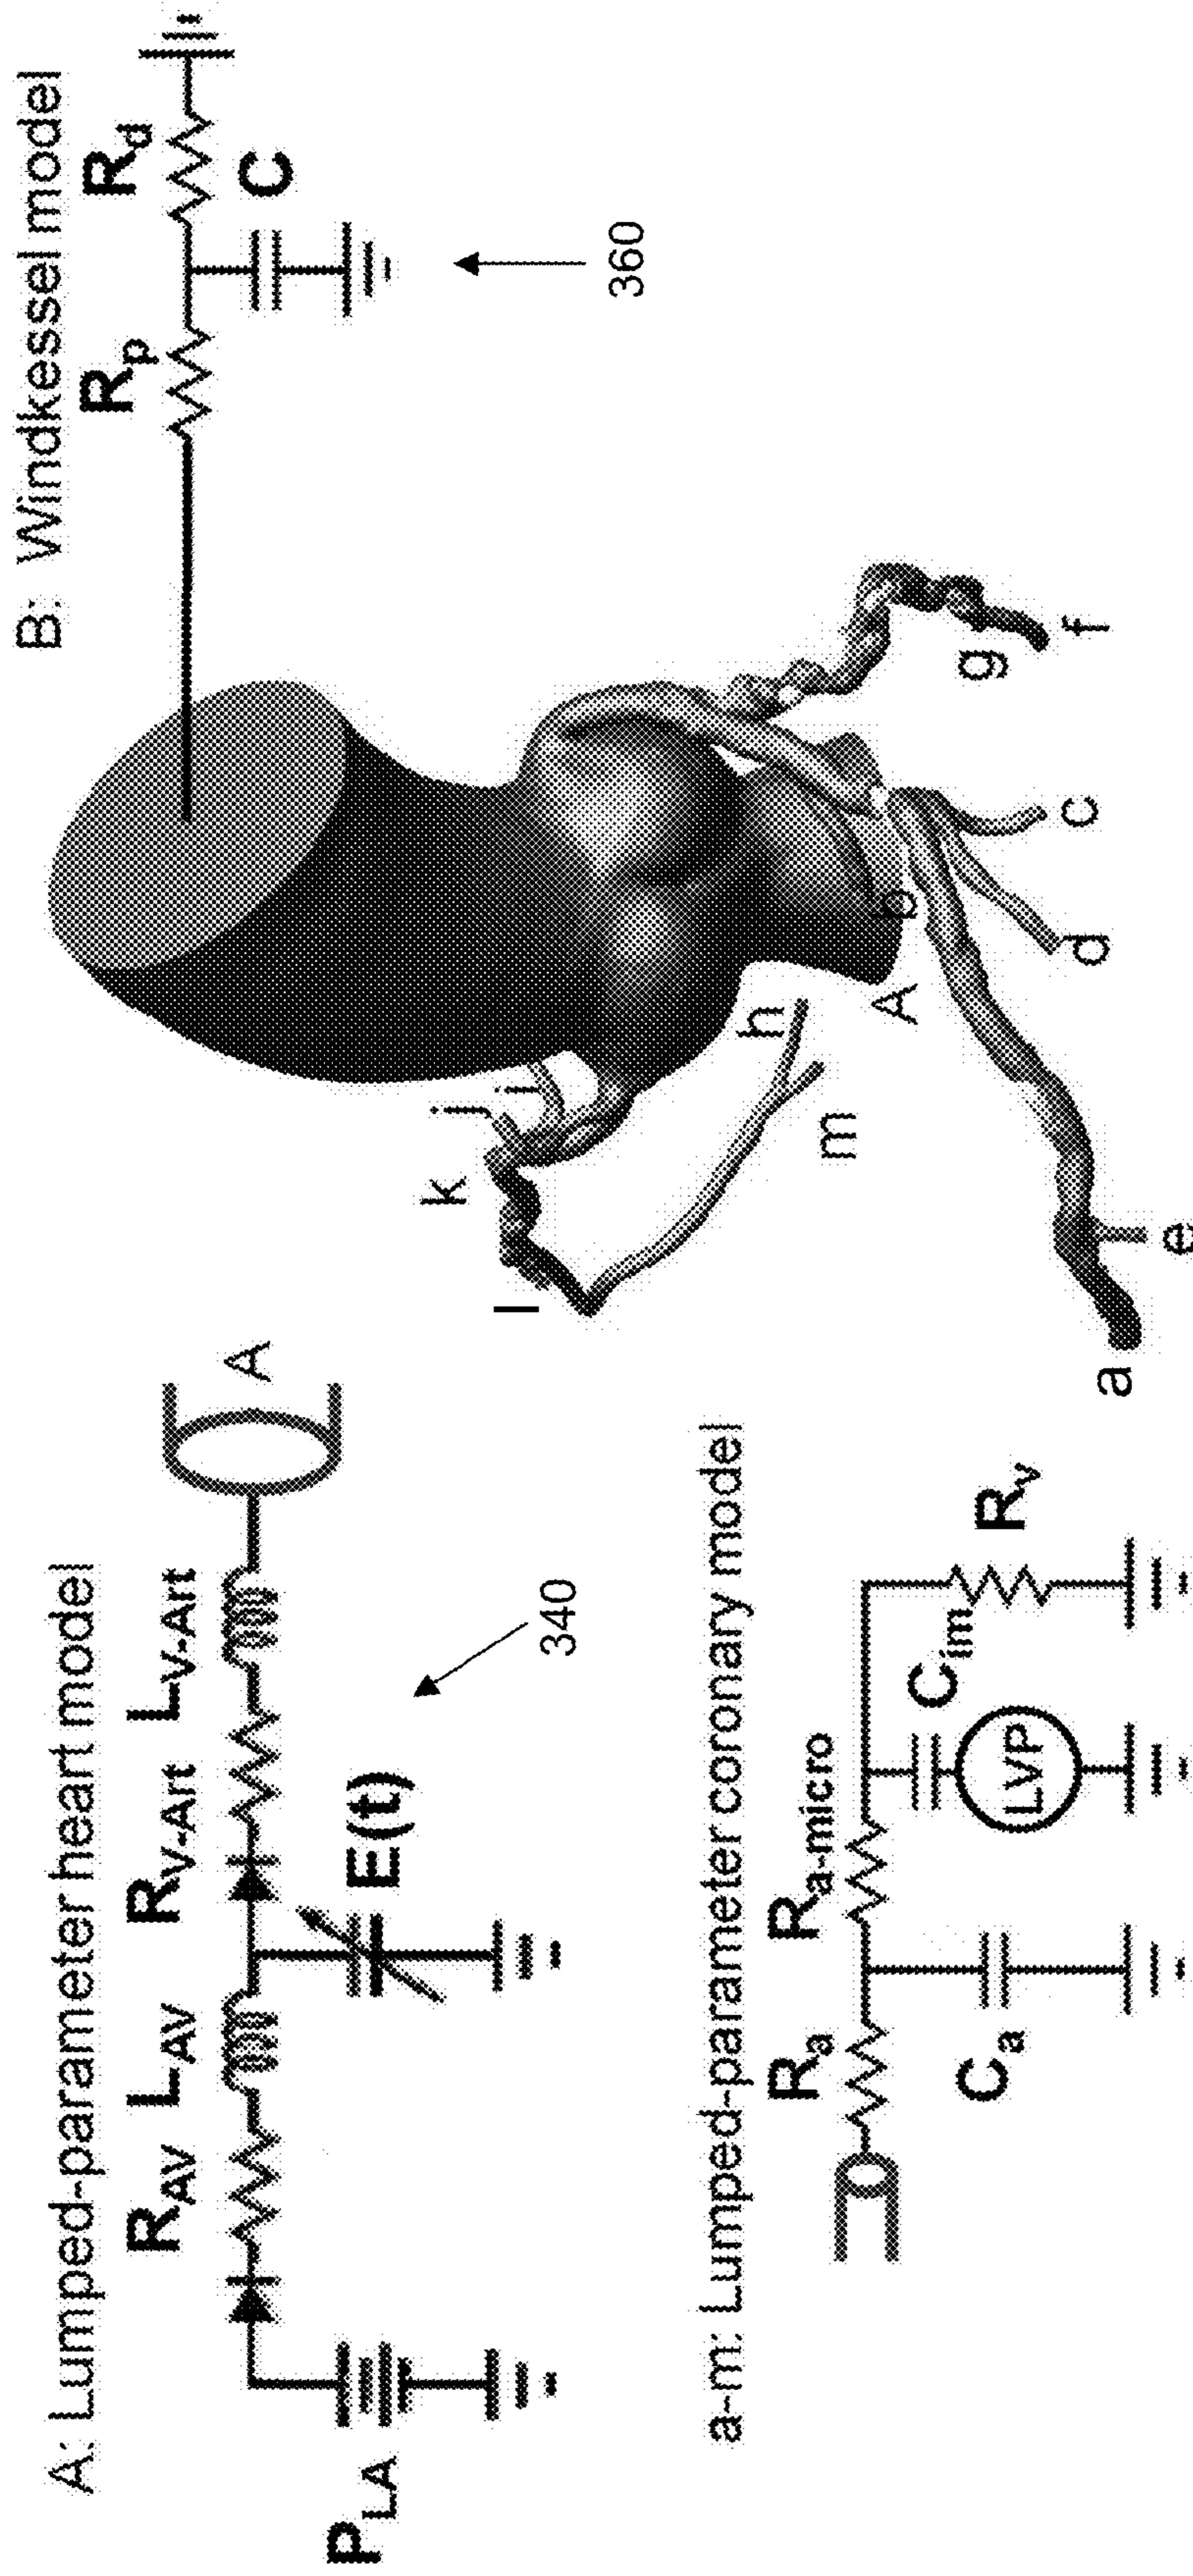 A: Lumped-parameter heart model
R_AV L_AV R_V-Art L_V-Art
A
P_LA
E(t)
340
B: Windkessel model
R_p R_d
C
360
a-m: Lumped-parameter coronary model
R_a R_a-micro
C_im
R_v
C_a
LVP
j
i
k
l
h
m
A
b
g
f
c
d
e
a